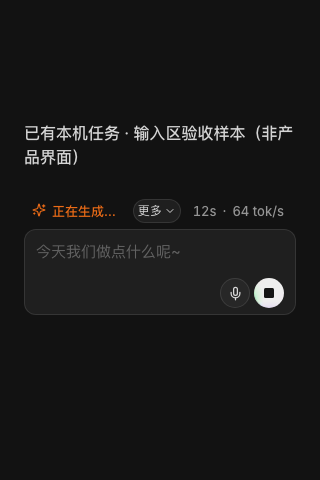 已有本机任务 · 输入区验收样本（非产
品界面）
正在生成... 更多 12s · 64 tok/s
今天我们做点什么呢~